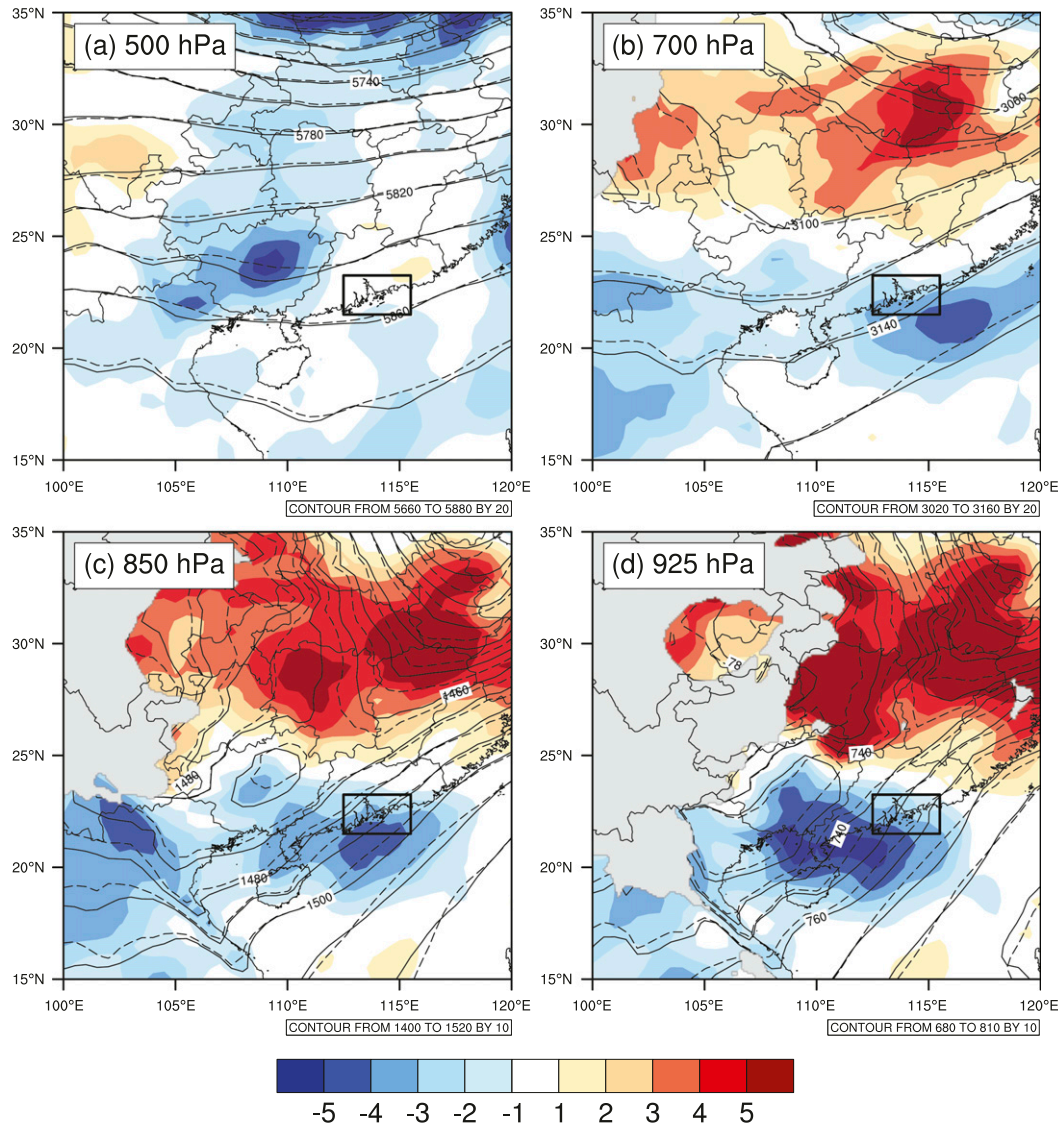 35°N
30°N
25°N
20°N
15°N
(a) 500 hPa
5740
5780
5820
5860
100°E 105°E 110°E 115°E 120°E
CONTOUR FROM 5660 TO 5880 BY 20
35°N
30°N
25°N
20°N
15°N
(b) 700 hPa
3060
3100
3140
100°E 105°E 110°E 115°E 120°E
CONTOUR FROM 3020 TO 3160 BY 20
35°N
30°N
25°N
20°N
15°N
(c) 850 hPa
1460
1480
1480
1500
100°E 105°E 110°E 115°E 120°E
CONTOUR FROM 1400 TO 1520 BY 10
35°N
30°N
25°N
20°N
15°N
(d) 925 hPa
740
740
760
100°E 105°E 110°E 115°E 120°E
CONTOUR FROM 680 TO 810 BY 10
-5 -4 -3 -2 -1 1 2 3 4 5